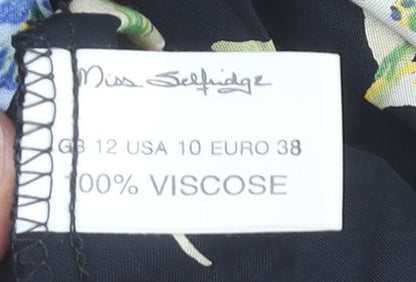 Miss Selfridge
GB 12 USA 10 EURO 38
100% VISCOSE